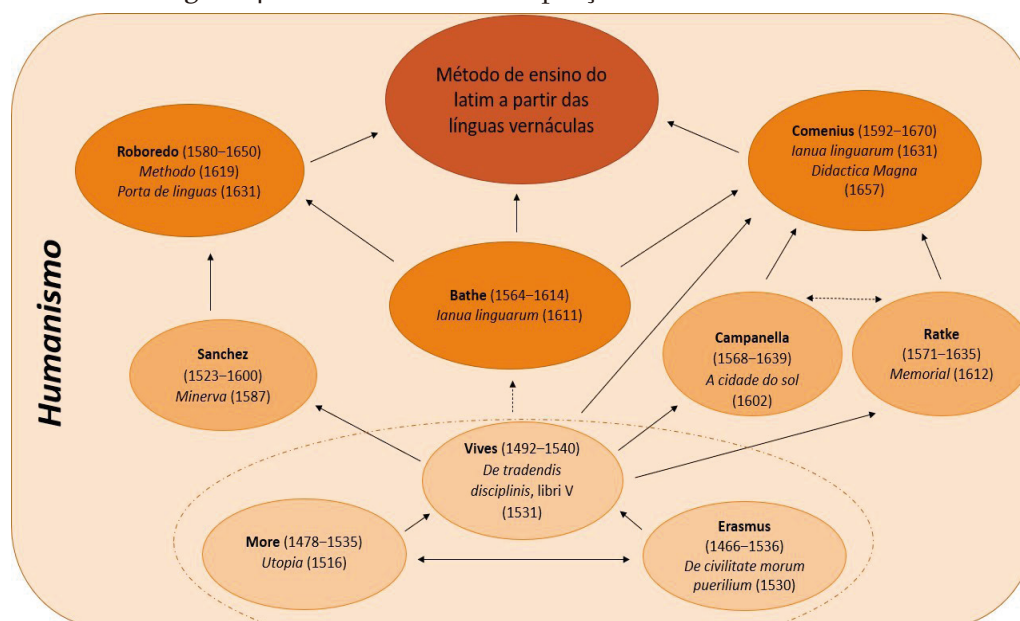 Método de ensino do
latim a partir das
línguas vernáculas
Roboredo (1580–1650)
Methodo (1619)
Porta de linguas (1631)
Comenius (1592–1670)
Ianua linguarum (1631)
Didactica Magna
(1657)
Bathe (1564–1614)
Ianua linguarum (1611)
Humanismo
Sanchez
(1523–1600)
Minerva (1587)
Campanella
(1568–1639)
A cidade do sol
(1602)
Ratke
(1571–1635)
Memorial (1612)
Vives (1492–1540)
De tradendis
disciplinis, libri V
(1531)
More (1478–1535)
Utopia (1516)
Erasmus
(1466–1536)
De civilitate morum
puerilium (1530)